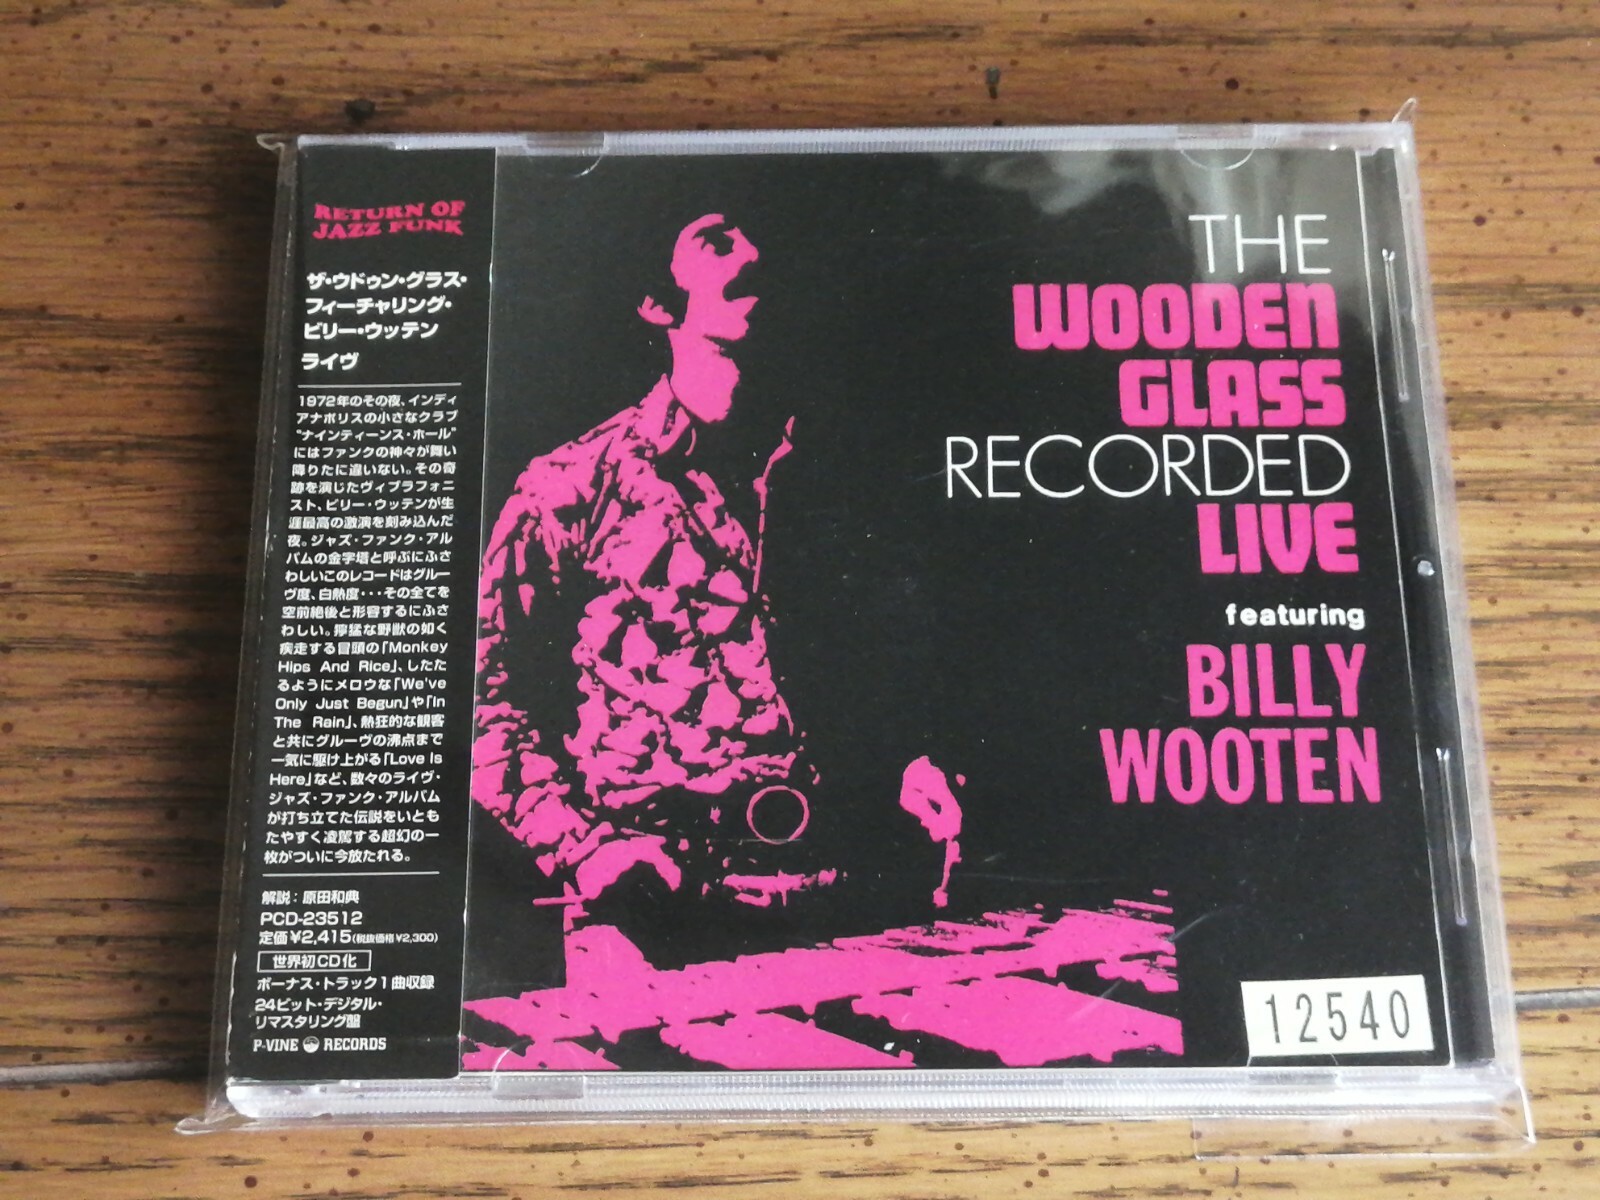 RETURN OF
JAZZ FUNK
ザ・ウドゥン・グラス・
フィーチャリング・
ビリー・ウッテン
ライヴ
1972年のその夜、インディ
アナポリスの小さなクラブ
“ナインティーンス・ホール”
にはファンクの神々が舞い
降りたに違いない。その奇
跡を演じたヴィブラフォニ
スト、ビリー・ウッテンが生
涯最高の激演を刻み込んだ
夜。ジャズ・ファンク・アル
バムの金字塔と呼ぶにふさ
わしいこのレコードはグルー
ヴ度、白熱度・・・その全てを
空前絶後と形容するにふさ
わしい。獰猛な野獣の如く
疾走する冒頭の「Monkey
Hips And Rice」、したた
るようにメロウな「We've
Only Just Begun」や「In
The Rain」、熱狂的な観客
と共にグルーヴの沸点まで
一気に駆け上がる「Love Is
Here」など、数々のライヴ・
ジャズ・ファンク・アルバム
が打ち立てた伝説をいとも
たやすく凌駕する超幻の一
枚がついに今放たれる。
解説：原田和典
PCD-23512
定価¥2,415(税抜価格¥2,300)
世界初CD化
ボーナス・トラック1曲収録
24ビット・デジタル・
リマスタリング盤
P-VINE RECORDS
THE
WOODEN
GLASS
RECORDED
LIVE
featuring
BILLY
WOOTEN
12540